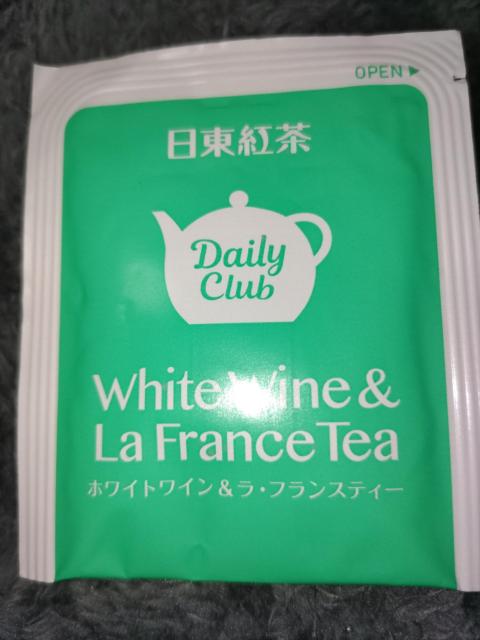 OPEN ▶
日東紅茶
Daily
Club
White Wine &
La France Tea
ホワイトワイン&ラ・フランスティー